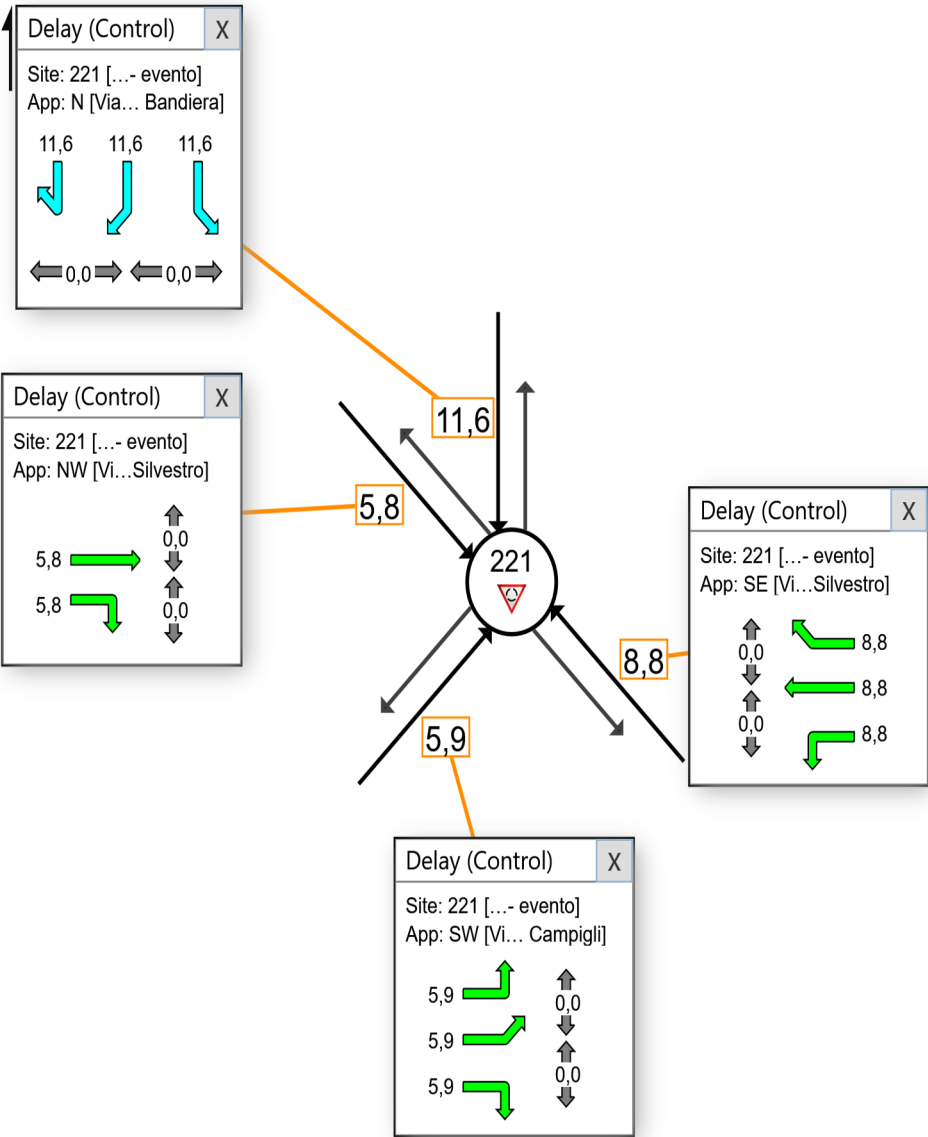 Delay (Control) X
Site: 221 [...- evento]
App: N [Via... Bandiera]
11,6 11,6 11,6
0,0 0,0
11,6
Delay (Control) X
Site: 221 [...- evento]
App: NW [Vi...Silvestro]
0,0
5,8
5,8
0,0
5,8
221
Delay (Control) X
Site: 221 [...- evento]
App: SE [Vi...Silvestro]
8,8
0,0
8,8
0,0
8,8
8,8
5,9
Delay (Control) X
Site: 221 [...- evento]
App: SW [Vi... Campigli]
5,9
0,0
5,9
0,0
5,9